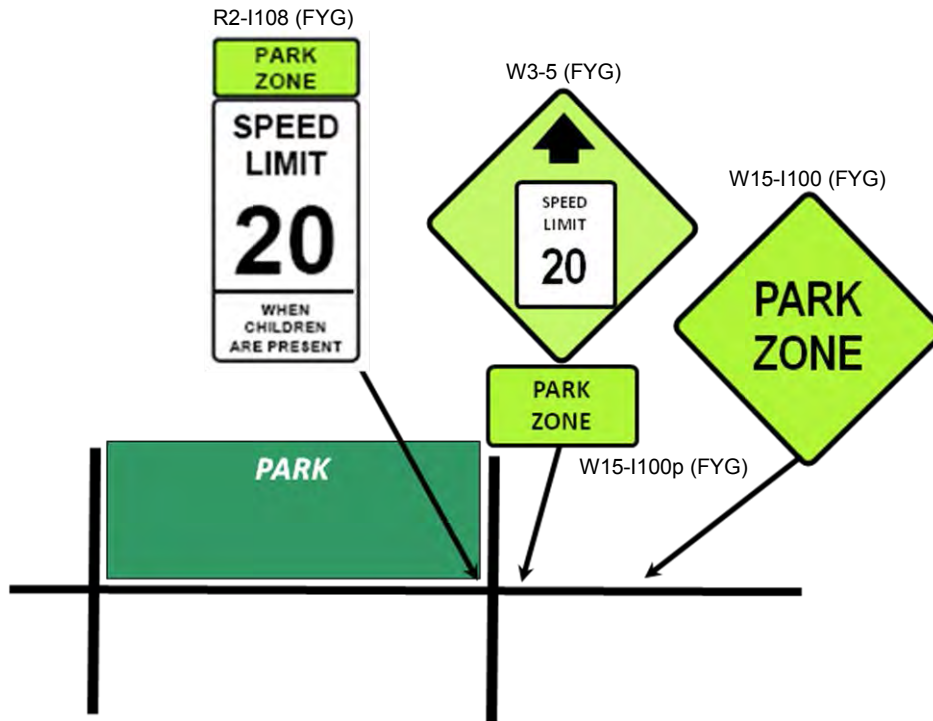 R2-I108 (FYG)
PARK
ZONE
SPEED
LIMIT
20
WHEN
CHILDREN
ARE PRESENT
W3-5 (FYG)
SPEED
LIMIT
20
PARK
ZONE
W15-I100p (FYG)
W15-I100 (FYG)
PARK
ZONE
PARK